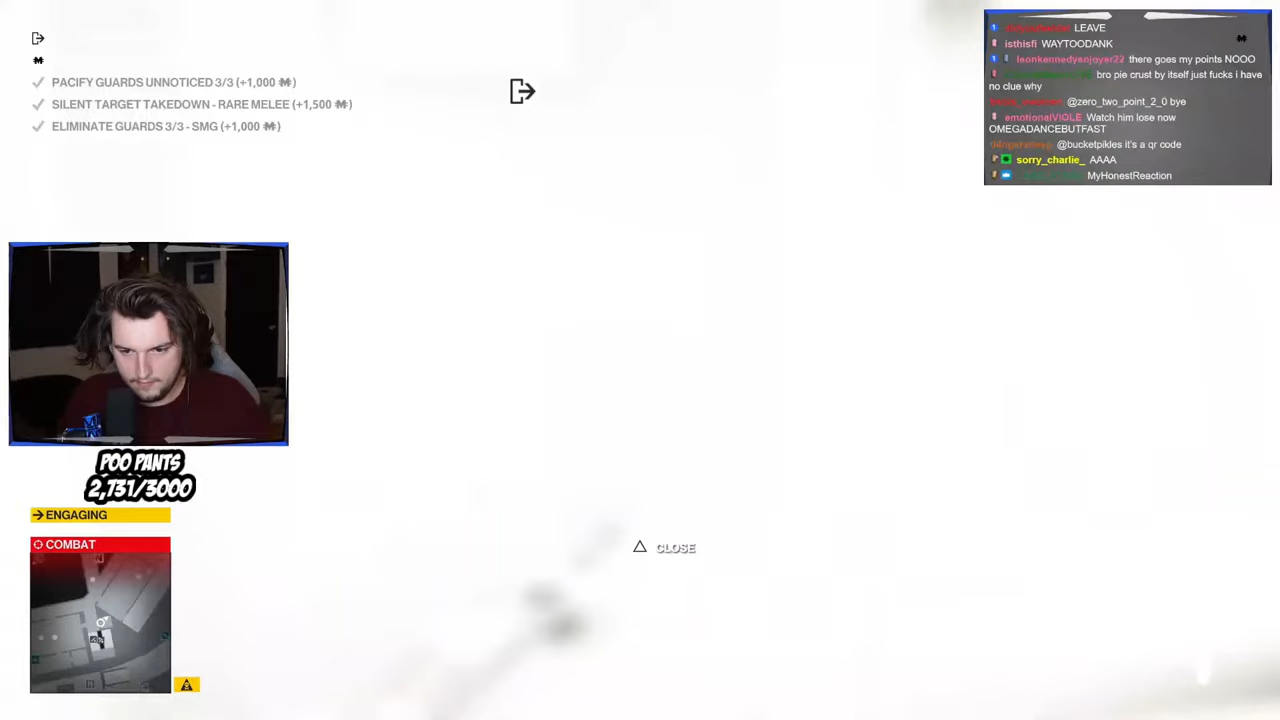 PACIFY GUARDS UNNOTICED 3/3 (+1,000 )
SILENT TARGET TAKEDOWN - RARE MELEE (+1,500 )
ELIMINATE GUARDS 3/3 - SMG (+1,000 )
LEAVE
isthisfi WAYTOODANK
leonkennedyenjoyer22 there goes my points NOOO
bro pie crust by itself just fucks i have
no clue why
@zero_two_point_2_0 bye
emotionalVIOLE Watch him lose now
OMEGADANCEBUTFAST
@bucketpikles it's a qr code
sorry_charlie_ AAAA
MyHonestReaction
POO PANTS
2,731/3000
ENGAGING
COMBAT
CLOSE